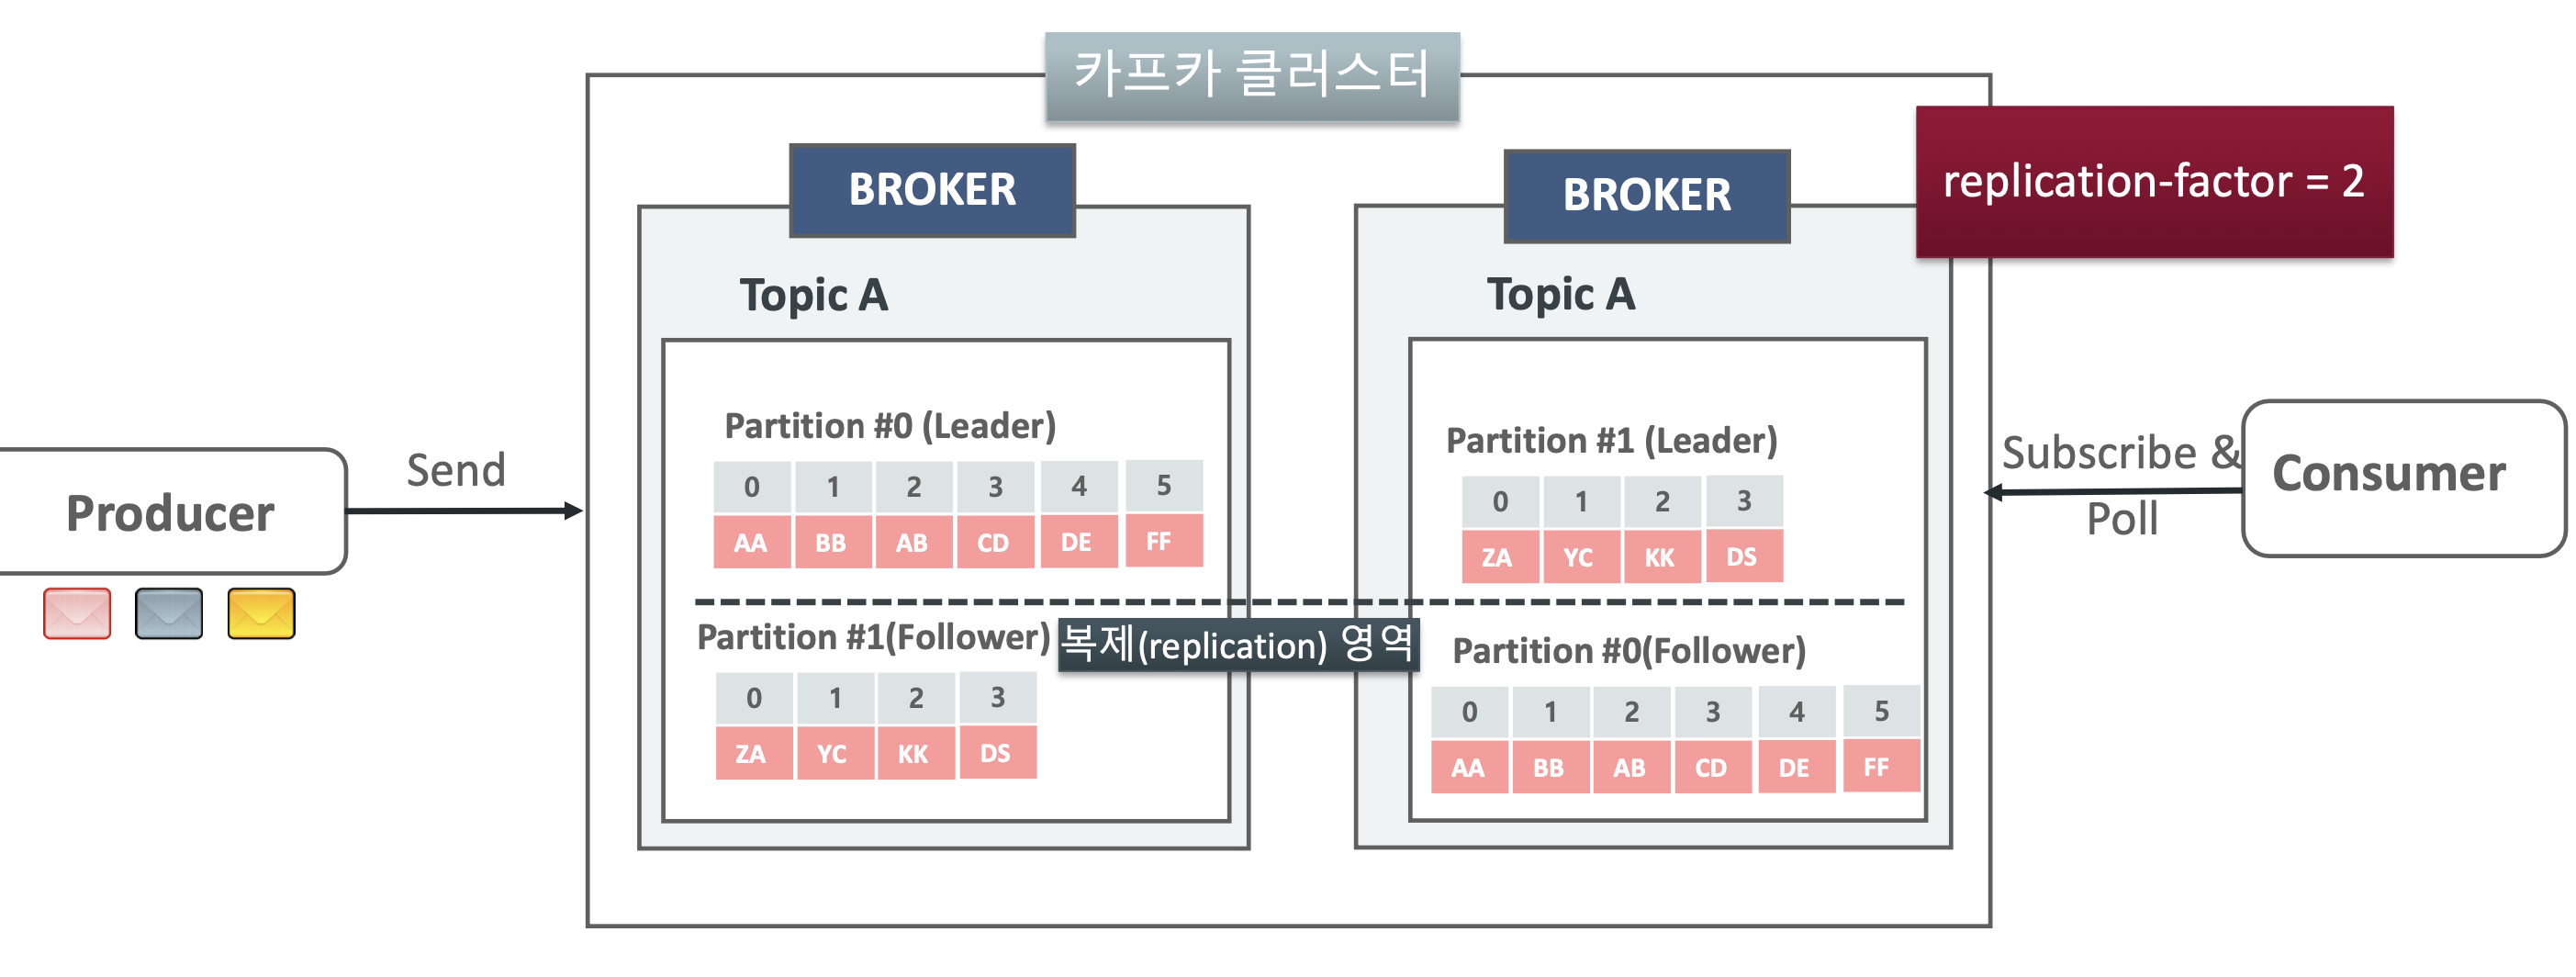 카프카 클러스터
replication-factor = 2
BROKER
Topic A
Partition #0 (Leader)
0 1 2 3 4 5
AA BB AB CD DE FF
Partition #1(Follower)
0 1 2 3
ZA YC KK DS
복제(replication) 영역
BROKER
Topic A
Partition #1 (Leader)
0 1 2 3
ZA YC KK DS
Partition #0(Follower)
0 1 2 3 4 5
AA BB AB CD DE FF
Producer
Send
Subscribe &
Poll
Consumer